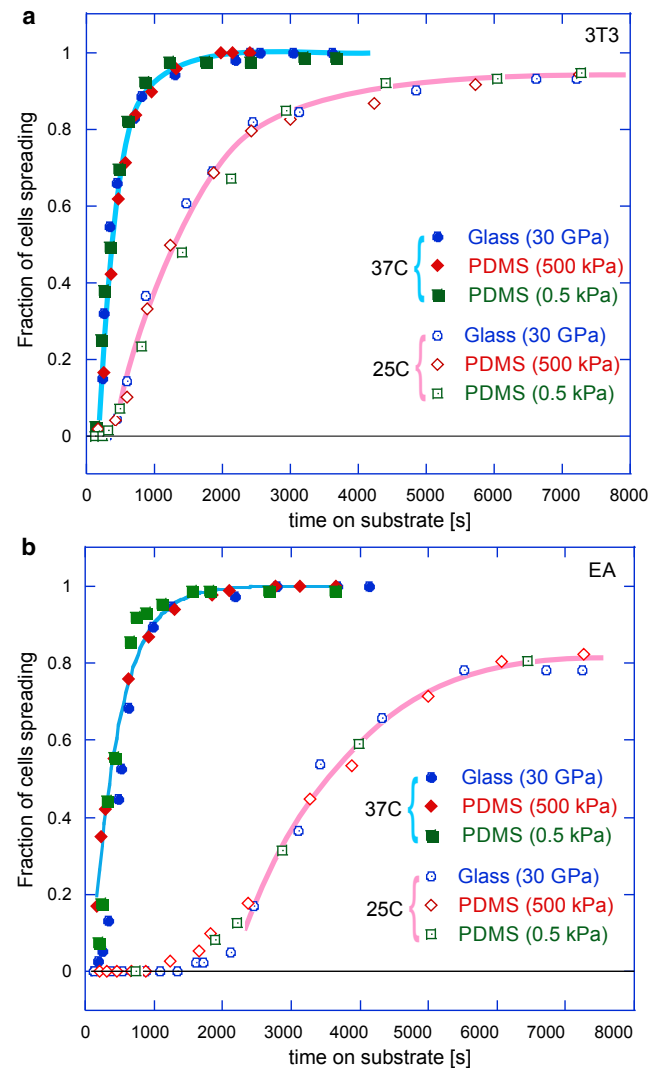 a
3T3
1
0.8
0.6
0.4
0.2
0
Fraction of cells spreading
37C
Glass (30 GPa)
PDMS (500 kPa)
PDMS (0.5 kPa)
25C
Glass (30 GPa)
PDMS (500 kPa)
PDMS (0.5 kPa)
0 1000 2000 3000 4000 5000 6000 7000 8000
time on substrate [s]
b
EA
1
0.8
0.6
0.4
0.2
0
Fraction of cells spreading
37C
Glass (30 GPa)
PDMS (500 kPa)
PDMS (0.5 kPa)
25C
Glass (30 GPa)
PDMS (500 kPa)
PDMS (0.5 kPa)
0 1000 2000 3000 4000 5000 6000 7000 8000
time on substrate [s]